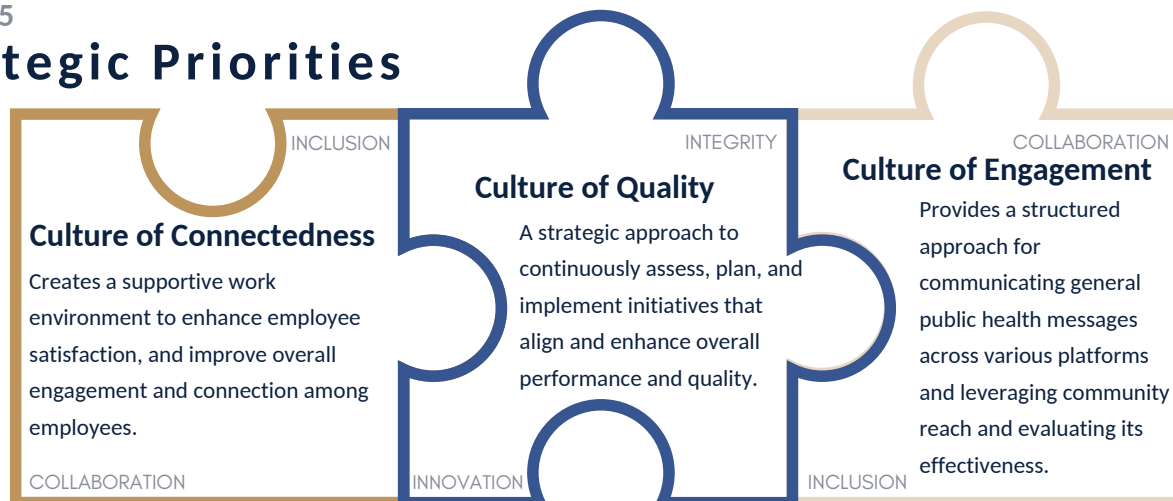 5
tegic Priorities
INCLUSION
Culture of Connectedness
Creates a supportive work
environment to enhance employee
satisfaction, and improve overall
engagement and connection among
employees.
COLLABORATION
INTEGRITY
Culture of Quality
A strategic approach to
continuously assess, plan, and
implement initiatives that
align and enhance overall
performance and quality.
INNOVATION
COLLABORATION
Culture of Engagement
Provides a structured
approach for
communicating general
public health messages
across various platforms
and leveraging community
reach and evaluating its
effectiveness.
INCLUSION